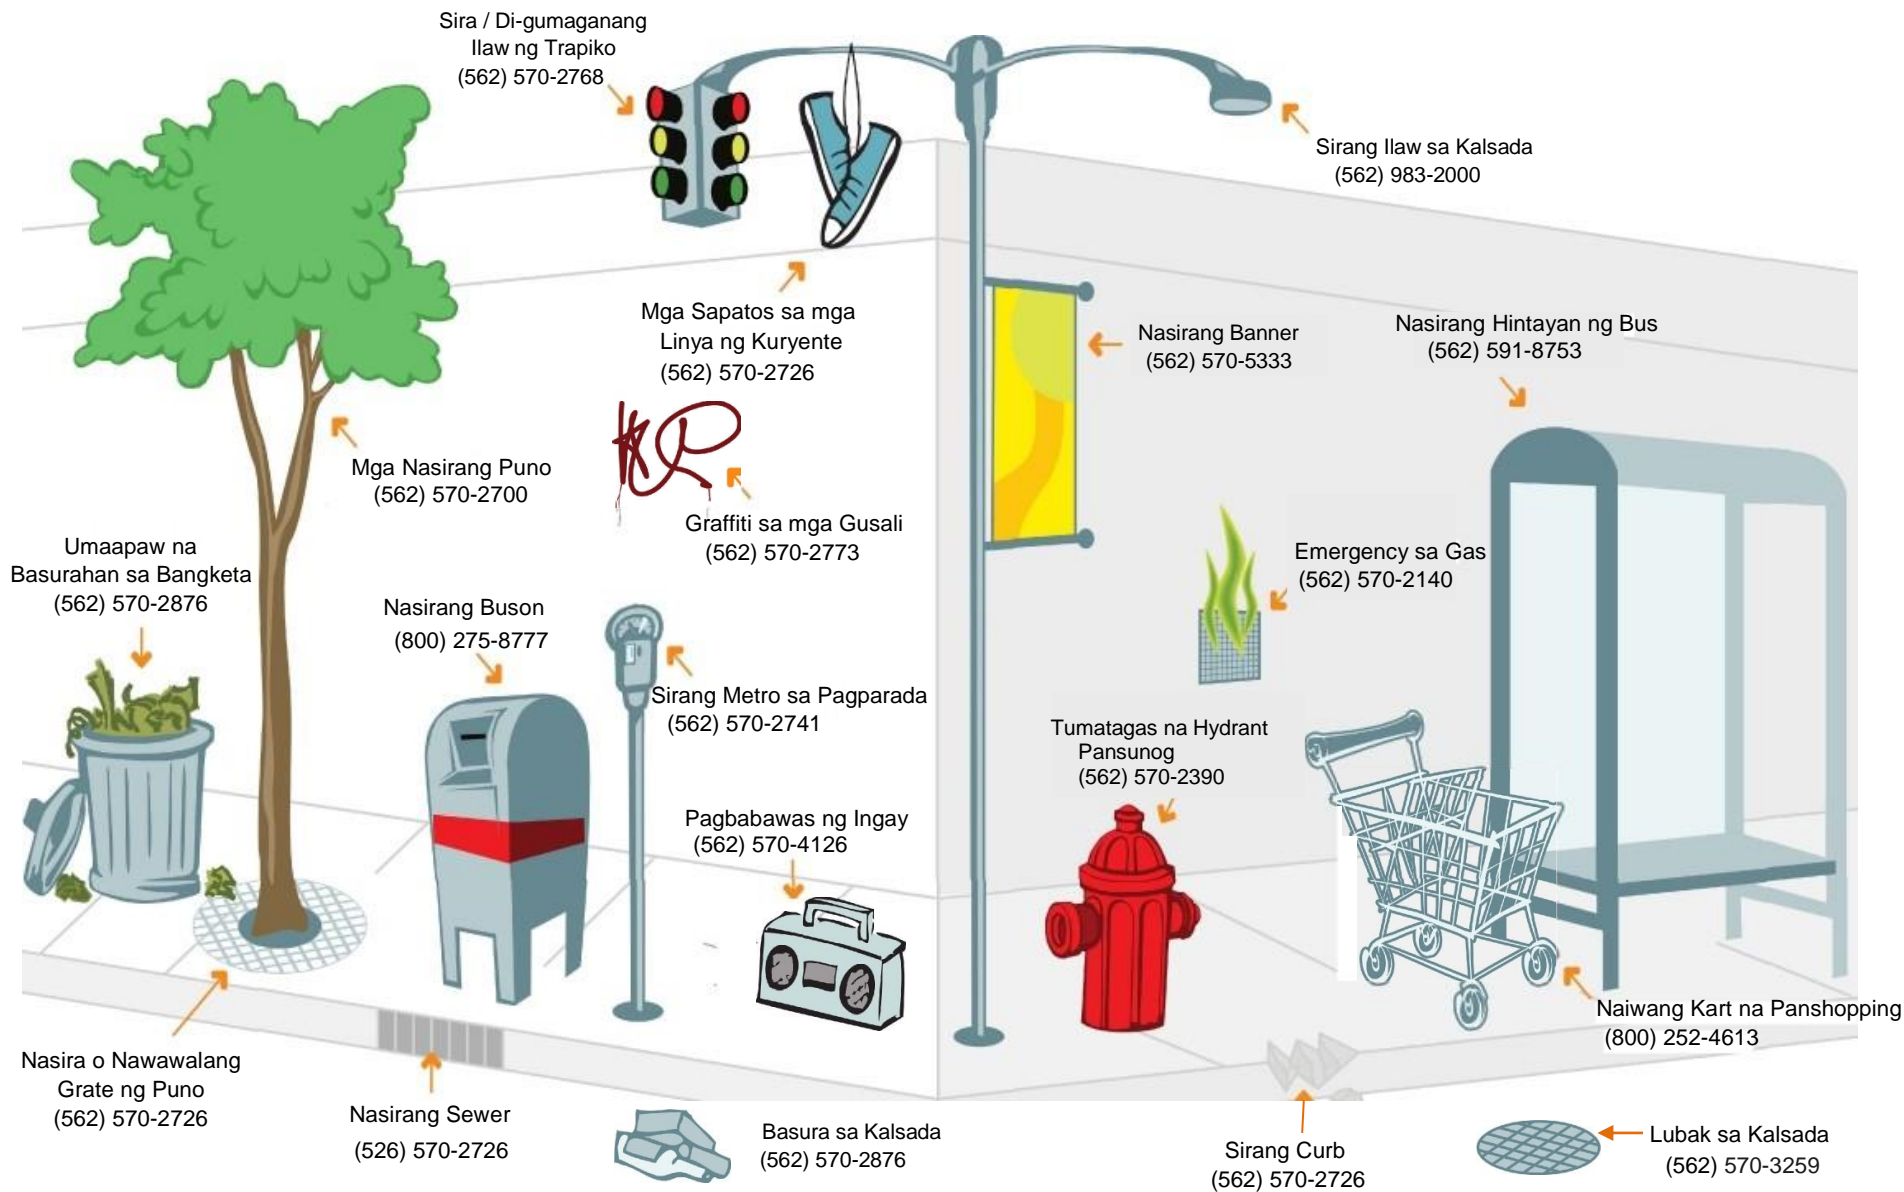 Sira / Di-gumaganang
Ilaw ng Trapiko
(562) 570-2768
Sirang Ilaw sa Kalsada
(562) 983-2000
Mga Sapatos sa mga
Linya ng Kuryente
(562) 570-2726
Nasirang Banner
(562) 570-5333
Nasirang Hintayan ng Bus
(562) 591-8753
Mga Nasirang Puno
(562) 570-2700
Graffiti sa mga Gusali
(562) 570-2773
Umaapaw na
Basurahan sa Bangketa
(562) 570-2876
Emergency sa Gas
(562) 570-2140
Nasirang Buson
(800) 275-8777
Sirang Metro sa Pagparada
(562) 570-2741
Tumatagas na Hydrant
Pansunog
(562) 570-2390
Pagbabawas ng Ingay
(562) 570-4126
Naiwang Kart na Panshopping
(800) 252-4613
Nasira o Nawawalang
Grate ng Puno
(562) 570-2726
Nasirang Sewer
(526) 570-2726
Basura sa Kalsada
(562) 570-2876
Sirang Curb
(562) 570-2726
Lubak sa Kalsada
(562) 570-3259